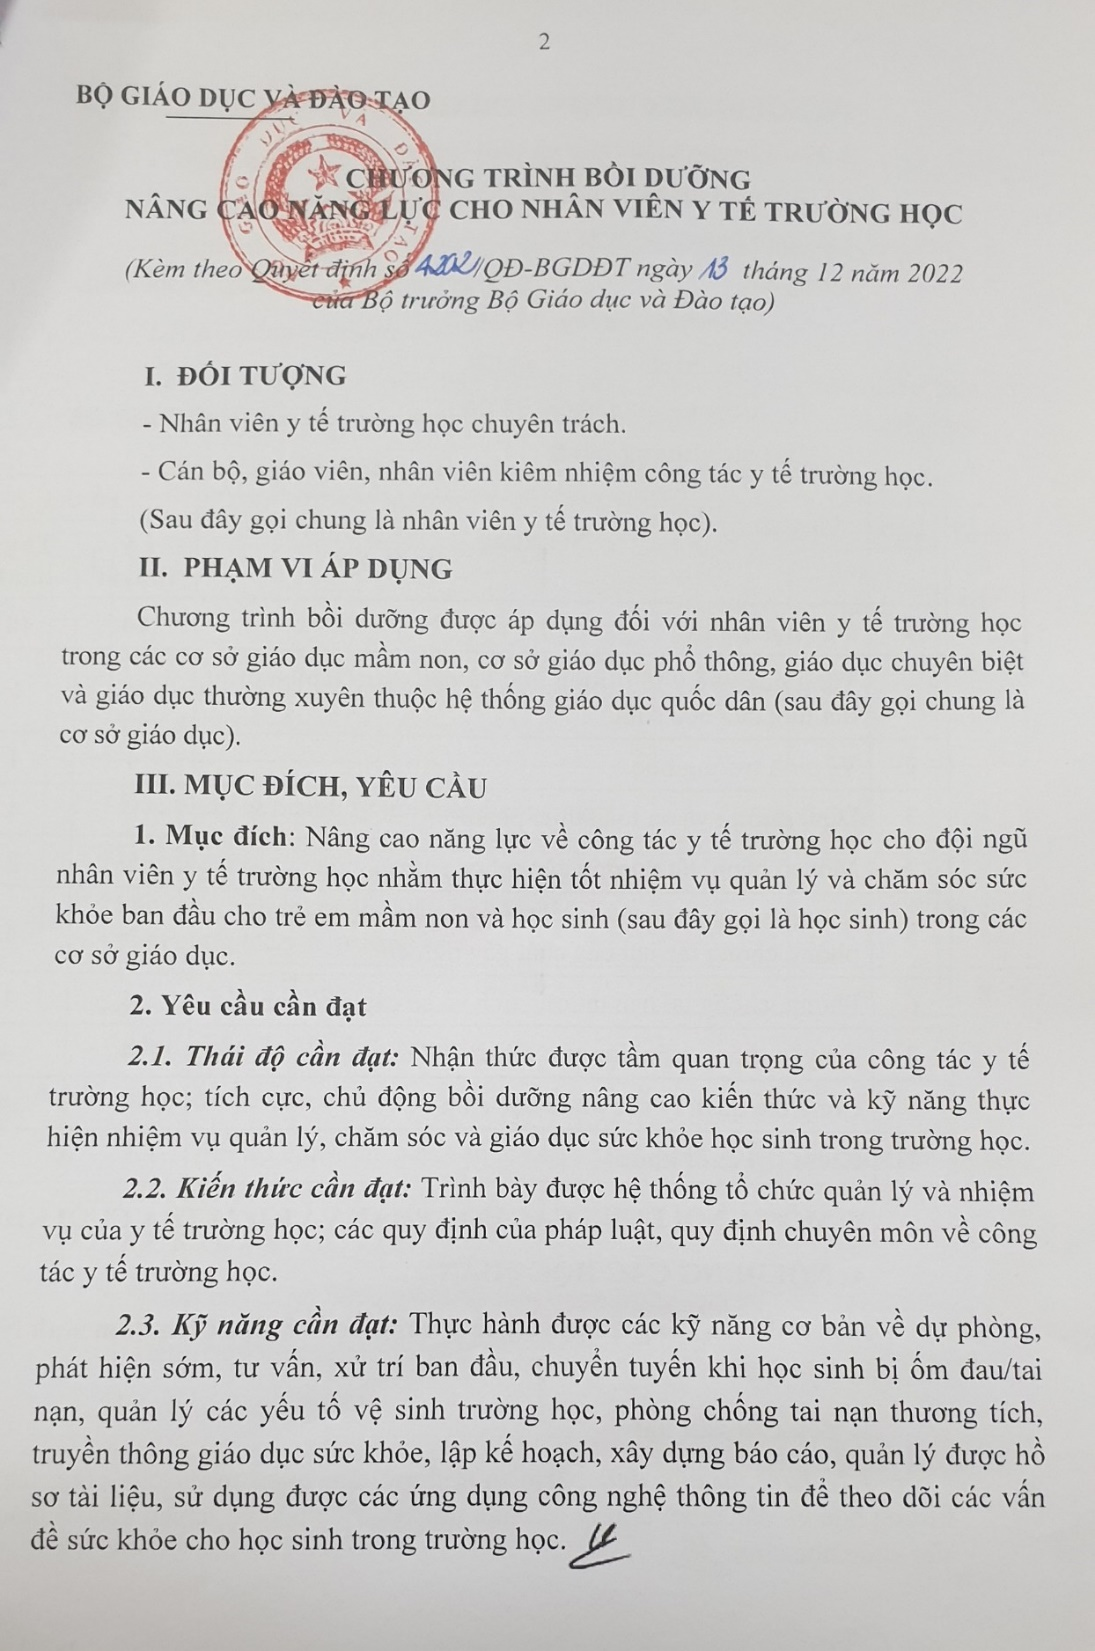 2
BỘ GIÁO DỤC VÀ ĐÀO TẠO
CHƯƠNG TRÌNH BỒI DƯỠNG
NÂNG CAO NĂNG LỰC CHO NHÂN VIÊN Y TẾ TRƯỜNG HỌC
(Kèm theo Quyết định số 4202/QĐ-BGDĐT ngày 13 tháng 12 năm 2022
của Bộ trưởng Bộ Giáo dục và Đào tạo)
I. ĐỐI TƯỢNG
- Nhân viên y tế trường học chuyên trách.
- Cán bộ, giáo viên, nhân viên kiêm nhiệm công tác y tế trường học.
(Sau đây gọi chung là nhân viên y tế trường học).
II. PHẠM VI ÁP DỤNG
Chương trình bồi dưỡng được áp dụng đối với nhân viên y tế trường học
trong các cơ sở giáo dục mầm non, cơ sở giáo dục phổ thông, giáo dục chuyên biệt
và giáo dục thường xuyên thuộc hệ thống giáo dục quốc dân (sau đây gọi chung là
cơ sở giáo dục).
III. MỤC ĐÍCH, YÊU CẦU
1. Mục đích: Nâng cao năng lực về công tác y tế trường học cho đội ngũ
nhân viên y tế trường học nhằm thực hiện tốt nhiệm vụ quản lý và chăm sóc sức
khỏe ban đầu cho trẻ em mầm non và học sinh (sau đây gọi là học sinh) trong các
cơ sở giáo dục.
2. Yêu cầu cần đạt
2.1. Thái độ cần đạt: Nhận thức được tầm quan trọng của công tác y tế
trường học; tích cực, chủ động bồi dưỡng nâng cao kiến thức và kỹ năng thực
hiện nhiệm vụ quản lý, chăm sóc và giáo dục sức khỏe học sinh trong trường học.
2.2. Kiến thức cần đạt: Trình bày được hệ thống tổ chức quản lý và nhiệm
vụ của y tế trường học; các quy định của pháp luật, quy định chuyên môn về công
tác y tế trường học.
2.3. Kỹ năng cần đạt: Thực hành được các kỹ năng cơ bản về dự phòng,
phát hiện sớm, tư vấn, xử trí ban đầu, chuyển tuyến khi học sinh bị ốm đau/tai
nạn, quản lý các yếu tố vệ sinh trường học, phòng chống tai nạn thương tích,
truyền thông giáo dục sức khỏe, lập kế hoạch, xây dựng báo cáo, quản lý được hồ
sơ tài liệu, sử dụng được các ứng dụng công nghệ thông tin để theo dõi các vấn
đề sức khỏe cho học sinh trong trường học.